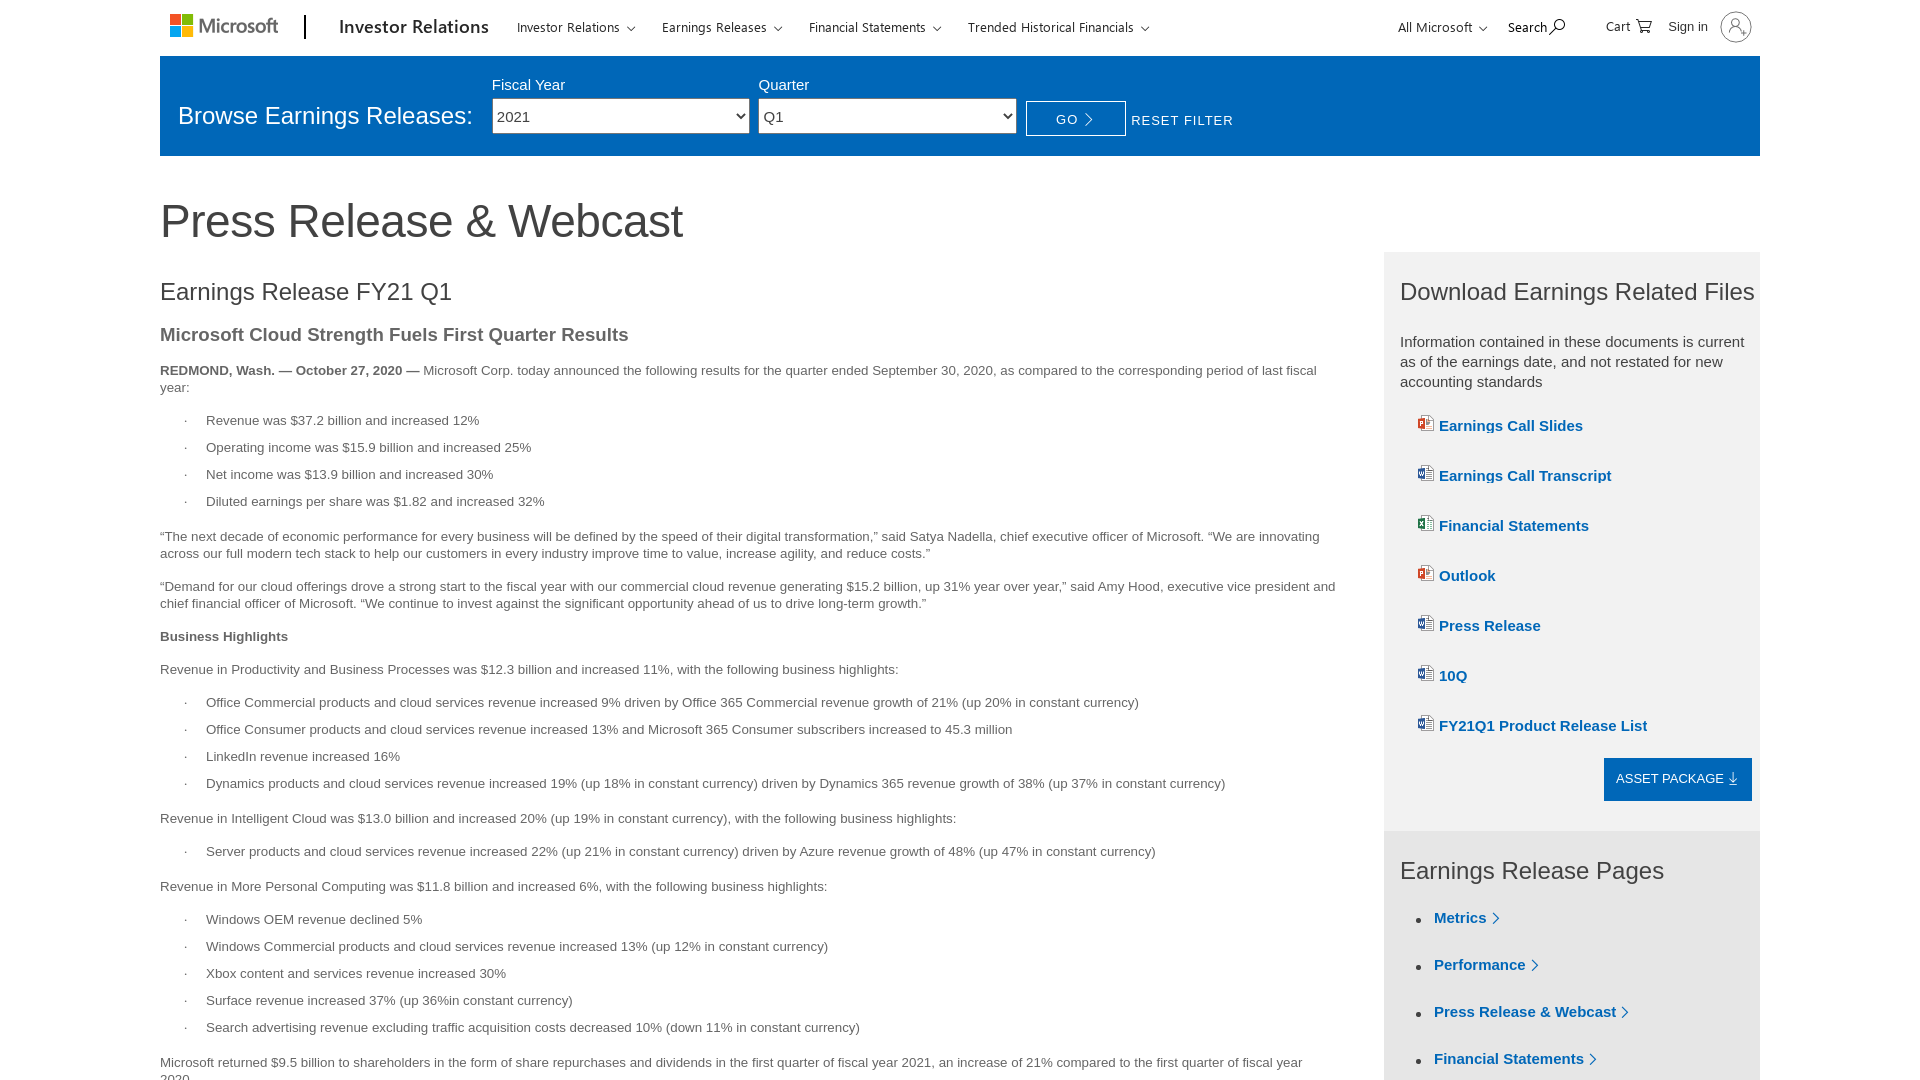 Microsoft
Investor Relations
Investor Relations
Earnings Releases
Financial Statements
Trended Historical Financials
All Microsoft
Search
Cart
Sign in
Browse Earnings Releases:
Fiscal Year
2021
Quarter
Q1
GO
RESET FILTER
Press Release & Webcast
Earnings Release FY21 Q1
Microsoft Cloud Strength Fuels First Quarter Results
REDMOND, Wash. — October 27, 2020 — Microsoft Corp. today announced the following results for the quarter ended September 30, 2020, as compared to the corresponding period of last fiscal
year:
· Revenue was $37.2 billion and increased 12%
· Operating income was $15.9 billion and increased 25%
· Net income was $13.9 billion and increased 30%
· Diluted earnings per share was $1.82 and increased 32%
“The next decade of economic performance for every business will be defined by the speed of their digital transformation,” said Satya Nadella, chief executive officer of Microsoft. “We are innovating
across our full modern tech stack to help our customers in every industry improve time to value, increase agility, and reduce costs.”
“Demand for our cloud offerings drove a strong start to the fiscal year with our commercial cloud revenue generating $15.2 billion, up 31% year over year,” said Amy Hood, executive vice president and
chief financial officer of Microsoft. “We continue to invest against the significant opportunity ahead of us to drive long-term growth.”
Business Highlights
Revenue in Productivity and Business Processes was $12.3 billion and increased 11%, with the following business highlights:
· Office Commercial products and cloud services revenue increased 9% driven by Office 365 Commercial revenue growth of 21% (up 20% in constant currency)
· Office Consumer products and cloud services revenue increased 13% and Microsoft 365 Consumer subscribers increased to 45.3 million
· LinkedIn revenue increased 16%
· Dynamics products and cloud services revenue increased 19% (up 18% in constant currency) driven by Dynamics 365 revenue growth of 38% (up 37% in constant currency)
Revenue in Intelligent Cloud was $13.0 billion and increased 20% (up 19% in constant currency), with the following business highlights:
· Server products and cloud services revenue increased 22% (up 21% in constant currency) driven by Azure revenue growth of 48% (up 47% in constant currency)
Revenue in More Personal Computing was $11.8 billion and increased 6%, with the following business highlights:
· Windows OEM revenue declined 5%
· Windows Commercial products and cloud services revenue increased 13% (up 12% in constant currency)
· Xbox content and services revenue increased 30%
· Surface revenue increased 37% (up 36%in constant currency)
· Search advertising revenue excluding traffic acquisition costs decreased 10% (down 11% in constant currency)
Microsoft returned $9.5 billion to shareholders in the form of share repurchases and dividends in the first quarter of fiscal year 2021, an increase of 21% compared to the first quarter of fiscal year
2020.
Download Earnings Related Files
Information contained in these documents is current
as of the earnings date, and not restated for new
accounting standards
Earnings Call Slides
Earnings Call Transcript
Financial Statements
Outlook
Press Release
10Q
FY21Q1 Product Release List
ASSET PACKAGE
Earnings Release Pages
• Metrics
• Performance
• Press Release & Webcast
• Financial Statements